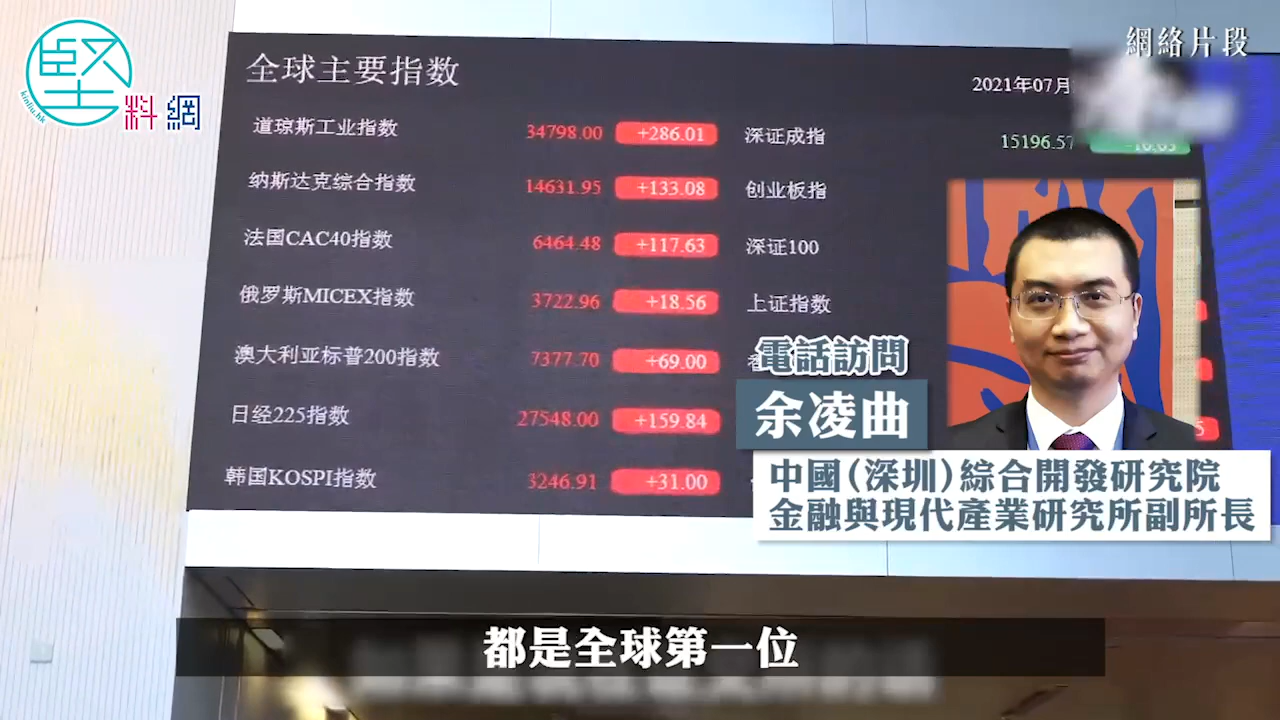 堅料網
kinliu.hk
網絡片段
全球主要指数
2021年07月
道琼斯工业指数 34798.00 +286.01
纳斯达克综合指数 14631.95 +133.08
法国CAC40指数 6464.48 +117.63
俄罗斯MICEX指数 3722.96 +18.56
澳大利亚标普200指数 7377.70 +69.00
日经225指数 27548.00 +159.84
韩国KOSPI指数 3246.91 +31.00
深证成指 15196.57
创业板指
深证100
上证指数
電話訪問
余凌曲
中國(深圳)綜合開發研究院
金融與現代產業研究所副所長
都是全球第一位